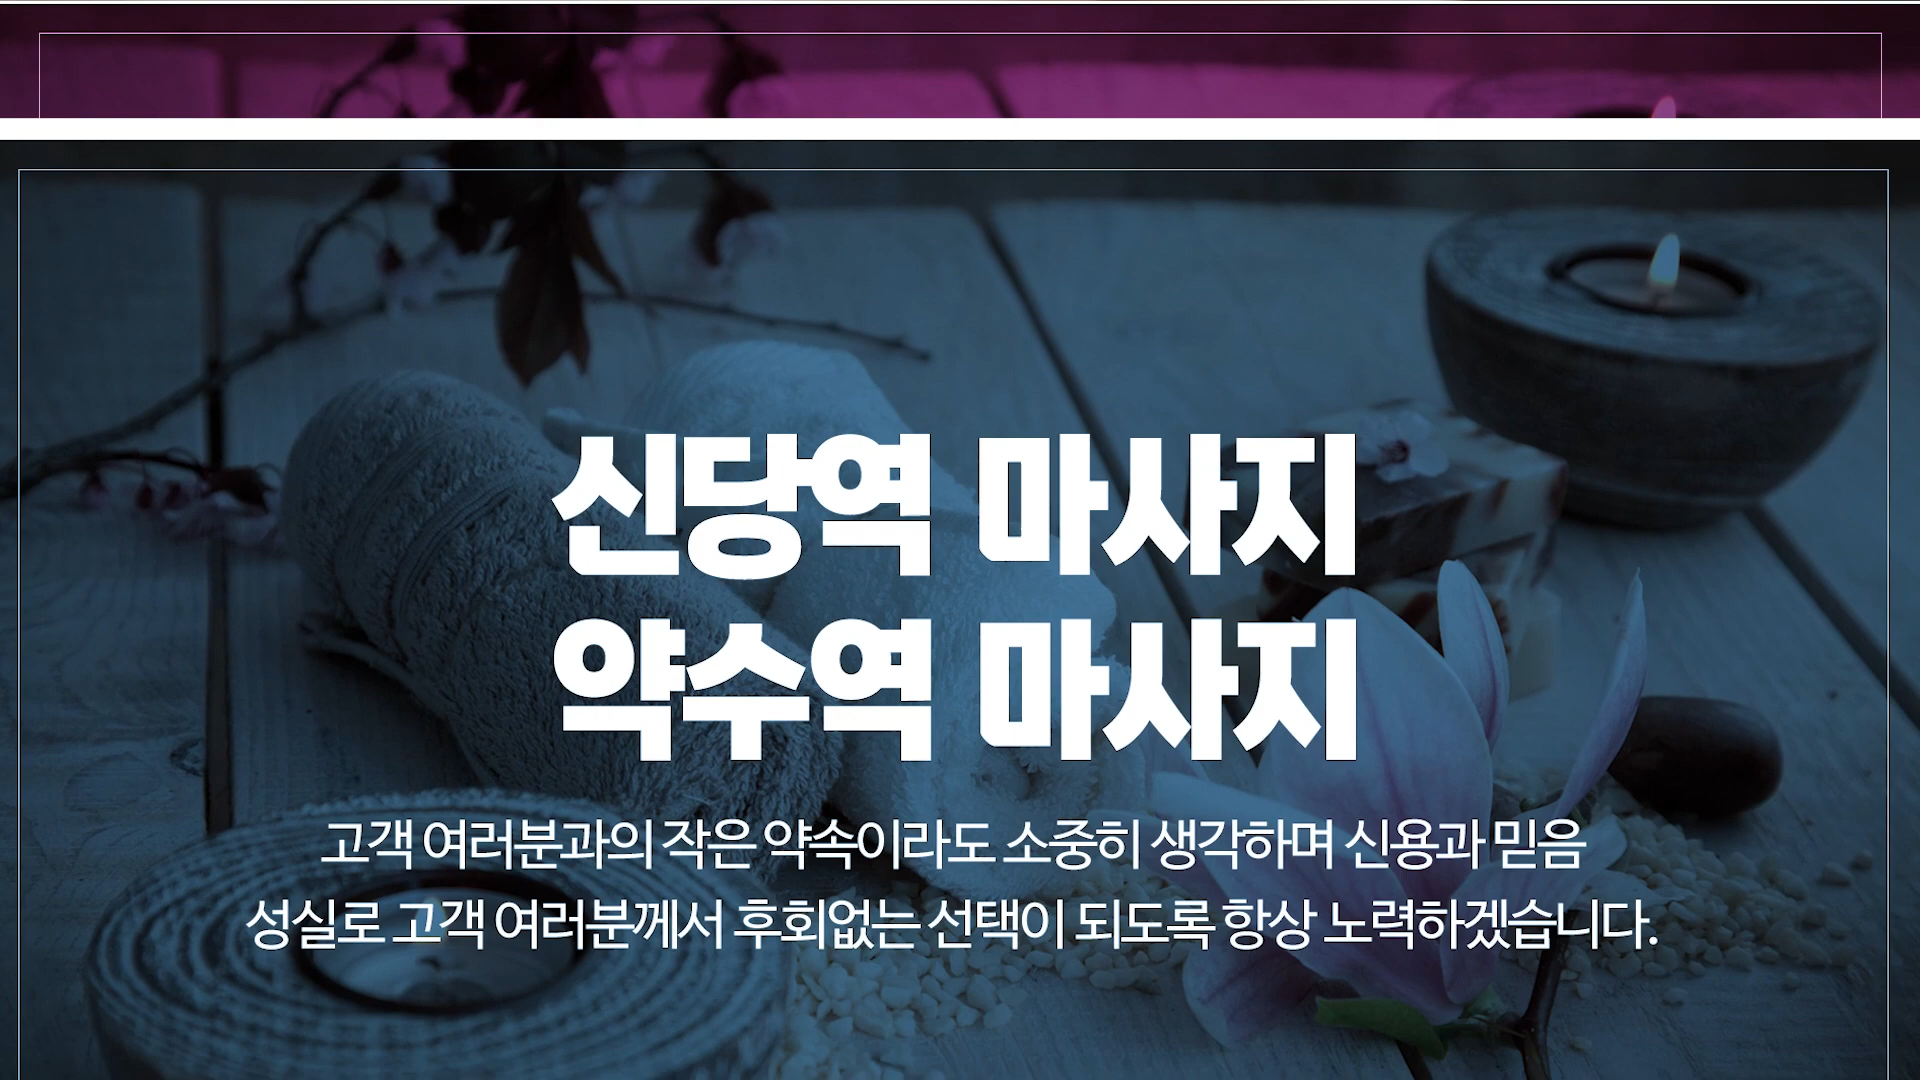 신당역 마사지
약수역 마사지
고객 여러분과의 작은 약속이라도 소중히 생각하며 신용과 믿음
성실로 고객 여러분께서 후회없는 선택이 되도록 항상 노력하겠습니다.